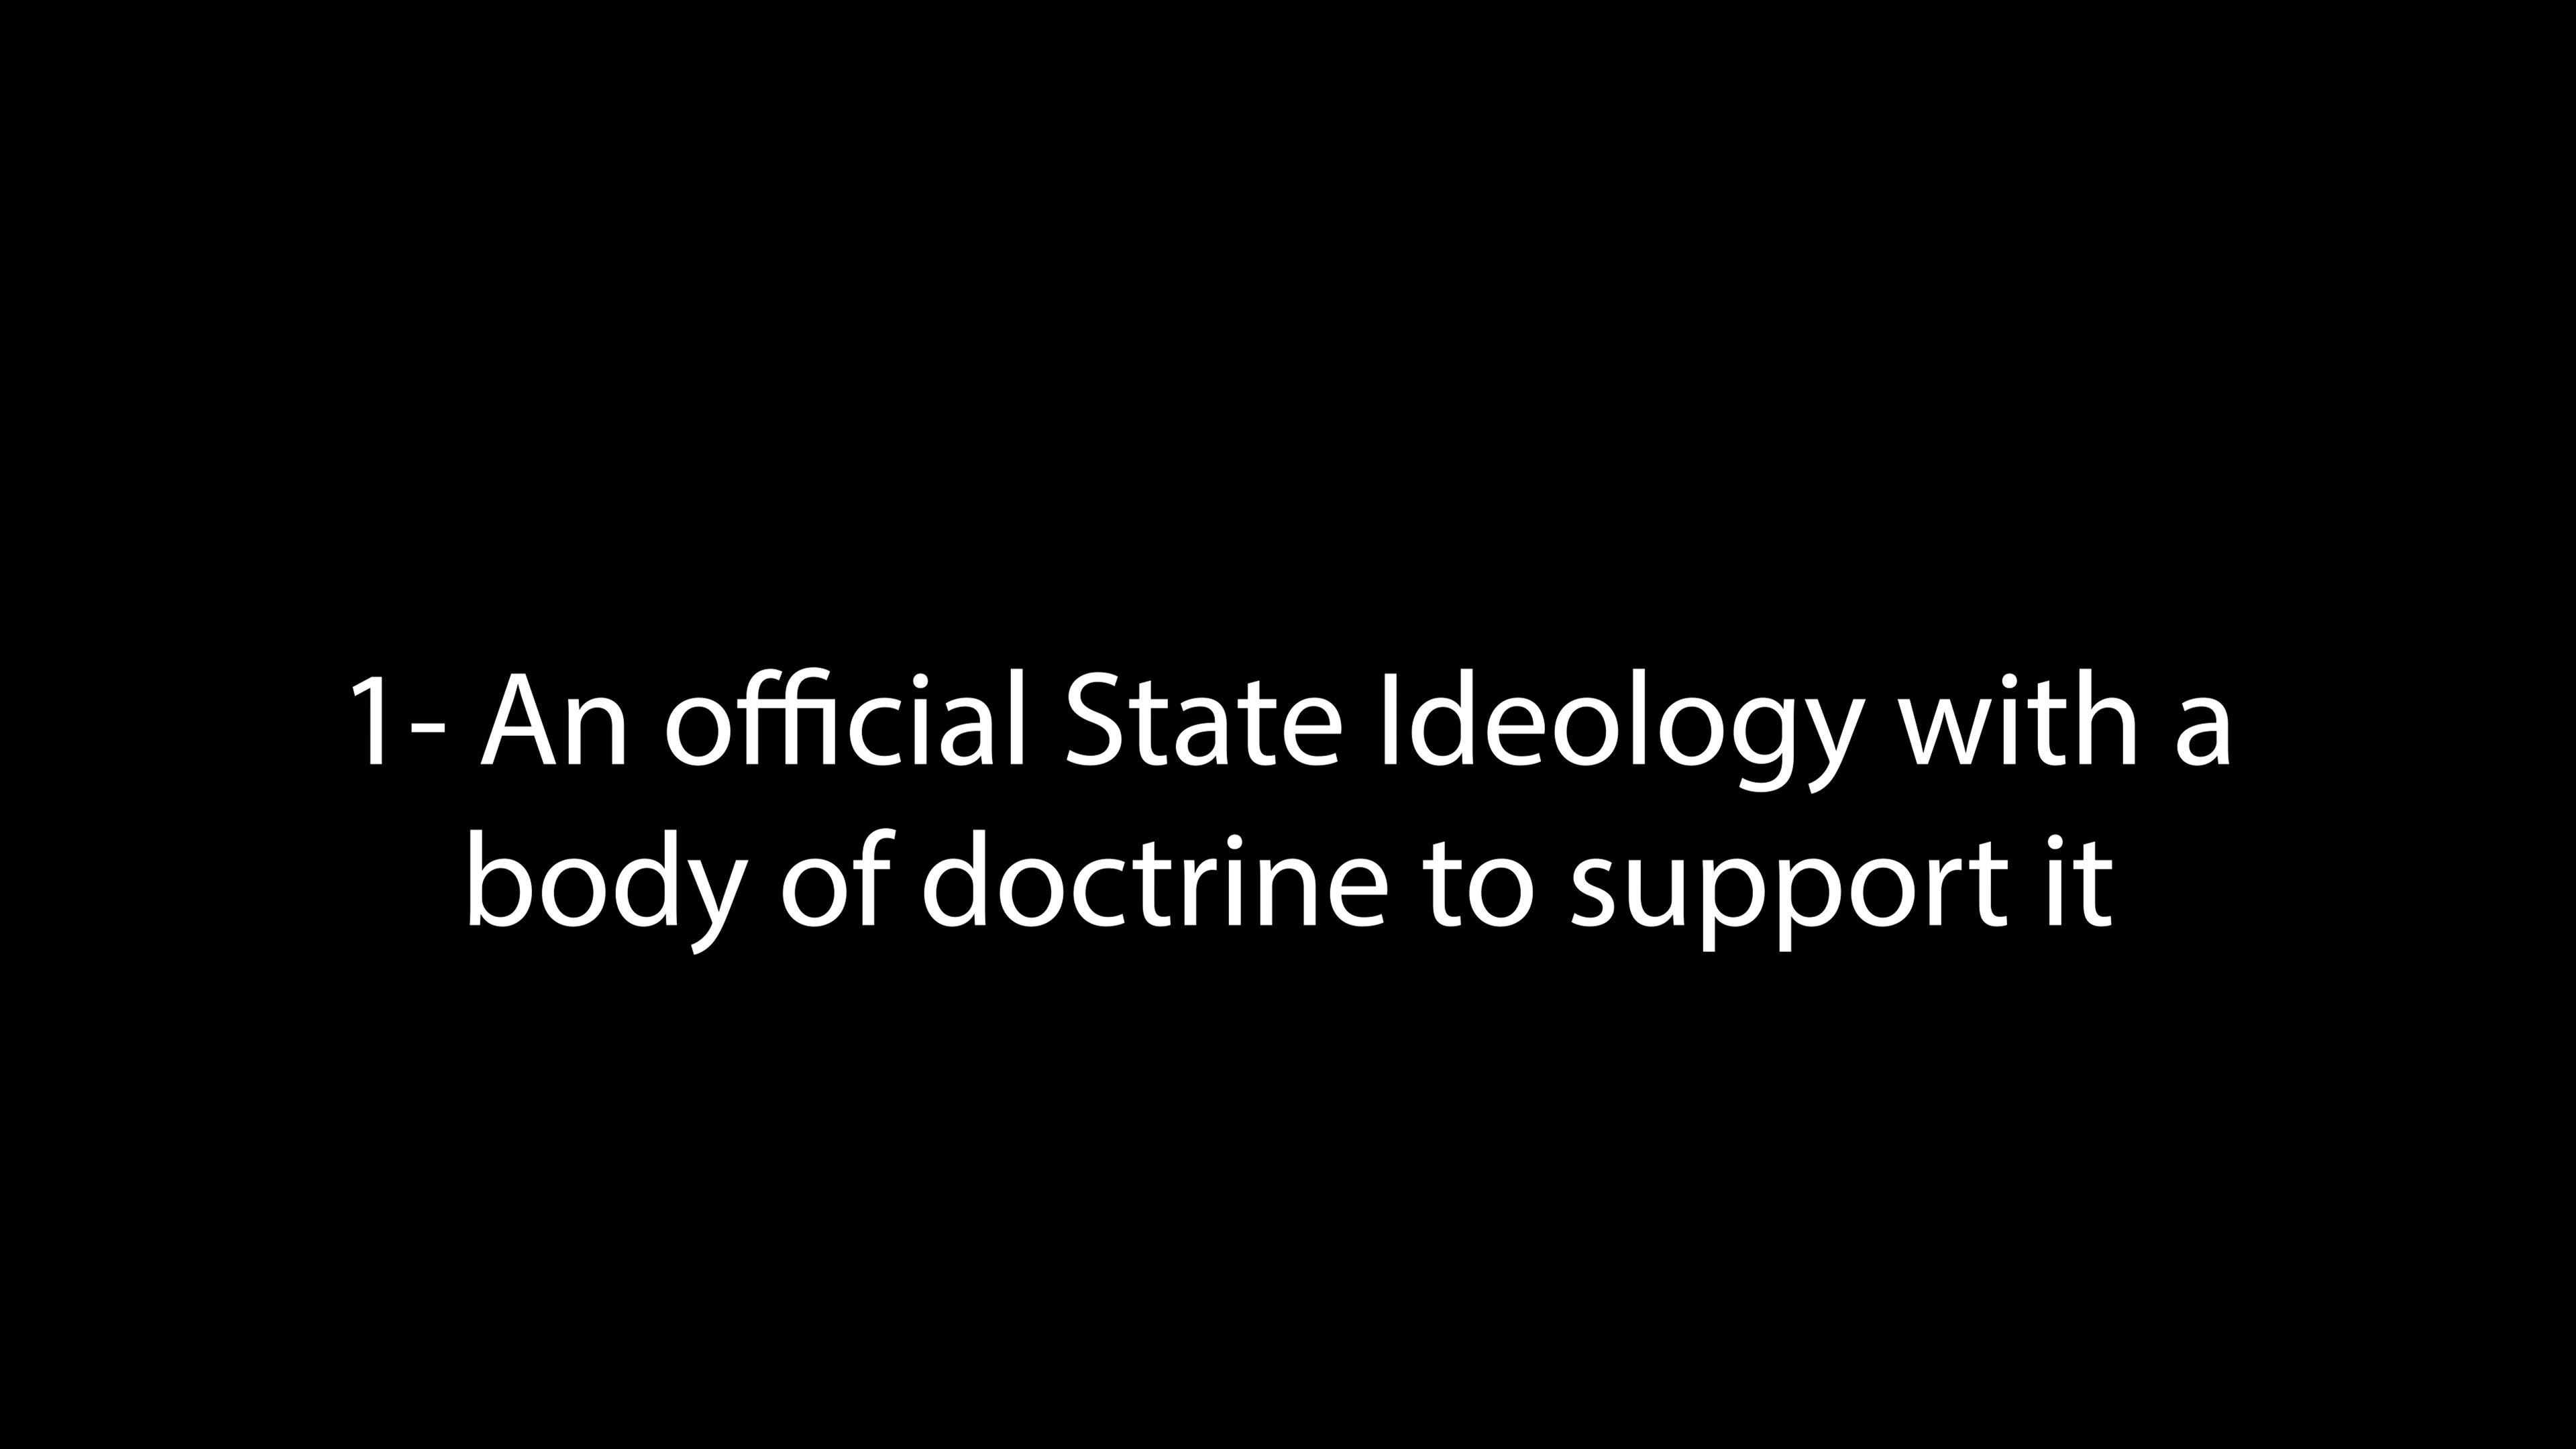 1- An official State Ideology with a
body of doctrine to support it